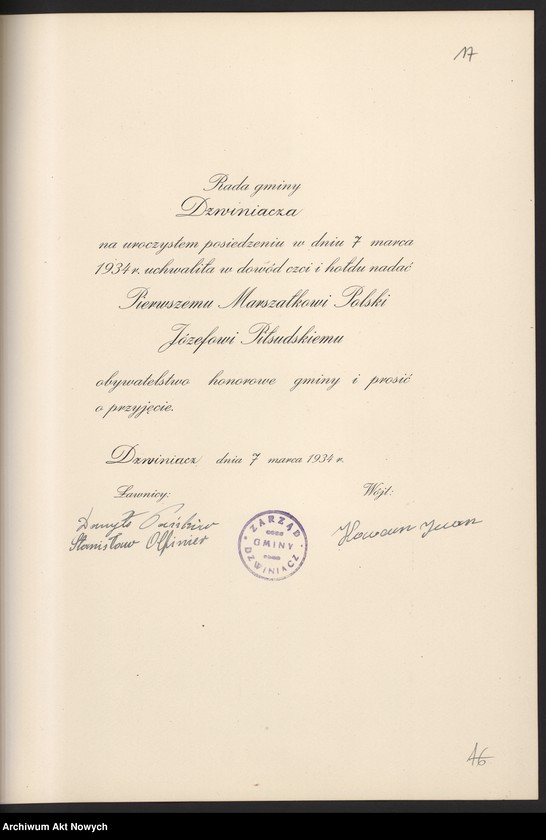 17
Rada gminy
Dzwiniacza
na uroczystem posiedzeniu w dniu 7 marca
1934 r. uchwaliła w dowód czci i hołdu nadać
Pierwszemu Marszałkowi Polski
Józefowi Piłsudskiemu
obywatelstwo honorowe gminy i prosić
o przyjęcie.
Dzwiniacz dnia 7 marca 1934 r.
Ławnicy: Wójt:
Stanisław
ZARZĄD
GMINY
DZWINIACZ
16
Archiwum Akt Nowych